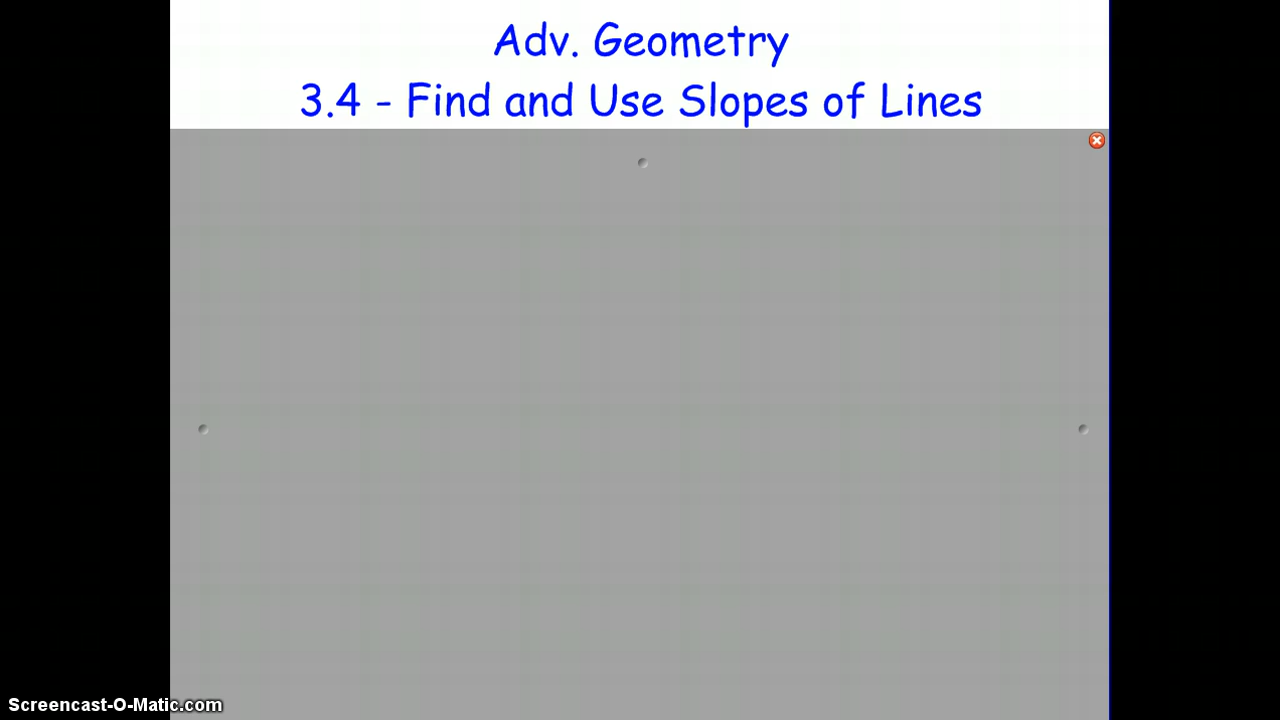 Adv. Geometry
3.4 - Find and Use Slopes of Lines
Screencast-O-Matic.com